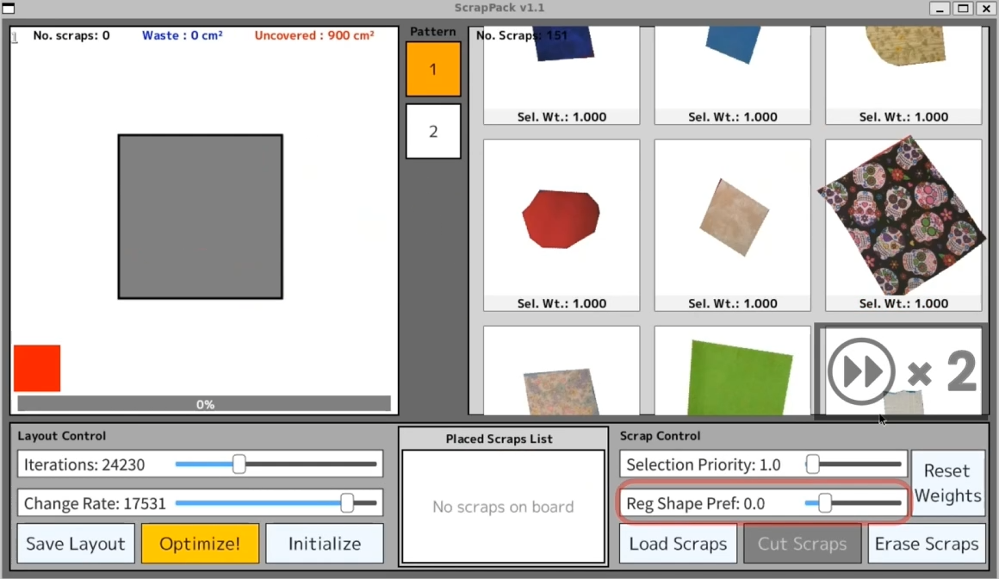 ScrapPack v1.1
No. scraps: 0 Waste : 0 cm² Uncovered : 900 cm²
Pattern
1
2
No. Scraps: 151
Sel. Wt.: 1.000 Sel. Wt.: 1.000 Sel. Wt.: 1.000
Sel. Wt.: 1.000 Sel. Wt.: 1.000 Sel. Wt.: 1.000
× 2
0%
Layout Control
Iterations: 24230
Change Rate: 17531
Save Layout Optimize! Initialize
Placed Scraps List
No scraps on board
Scrap Control
Selection Priority: 1.0
Reg Shape Pref: 0.0
Reset
Weights
Load Scraps Cut Scraps Erase Scraps